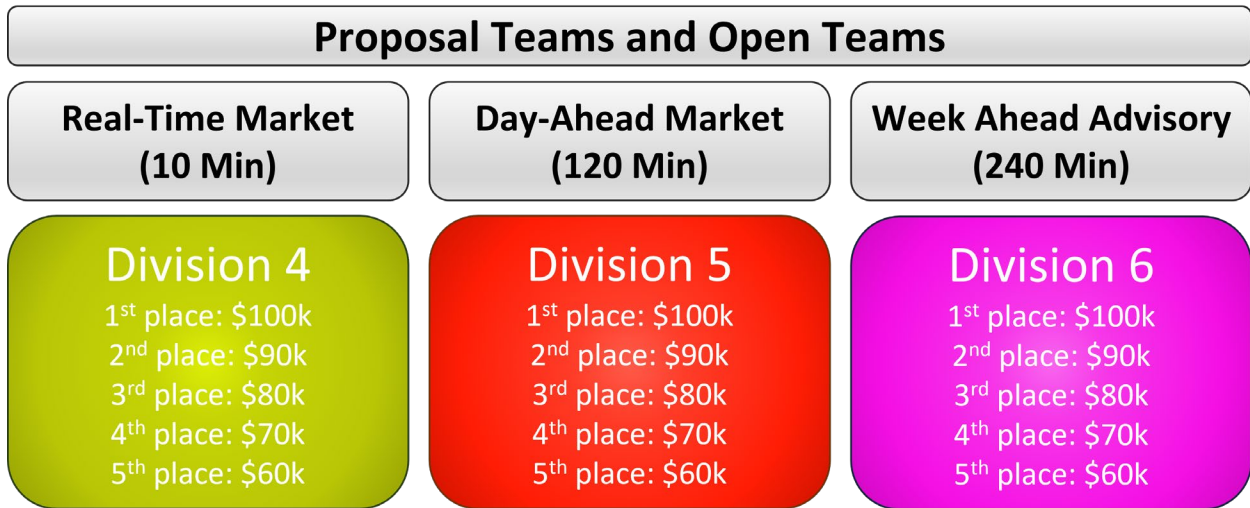 Proposal Teams and Open Teams
Real-Time Market
(10 Min)
Day-Ahead Market
(120 Min)
Week Ahead Advisory
(240 Min)
Division 4
1st place: $100k
2nd place: $90k
3rd place: $80k
4th place: $70k
5th place: $60k
Division 5
1st place: $100k
2nd place: $90k
3rd place: $80k
4th place: $70k
5th place: $60k
Division 6
1st place: $100k
2nd place: $90k
3rd place: $80k
4th place: $70k
5th place: $60k